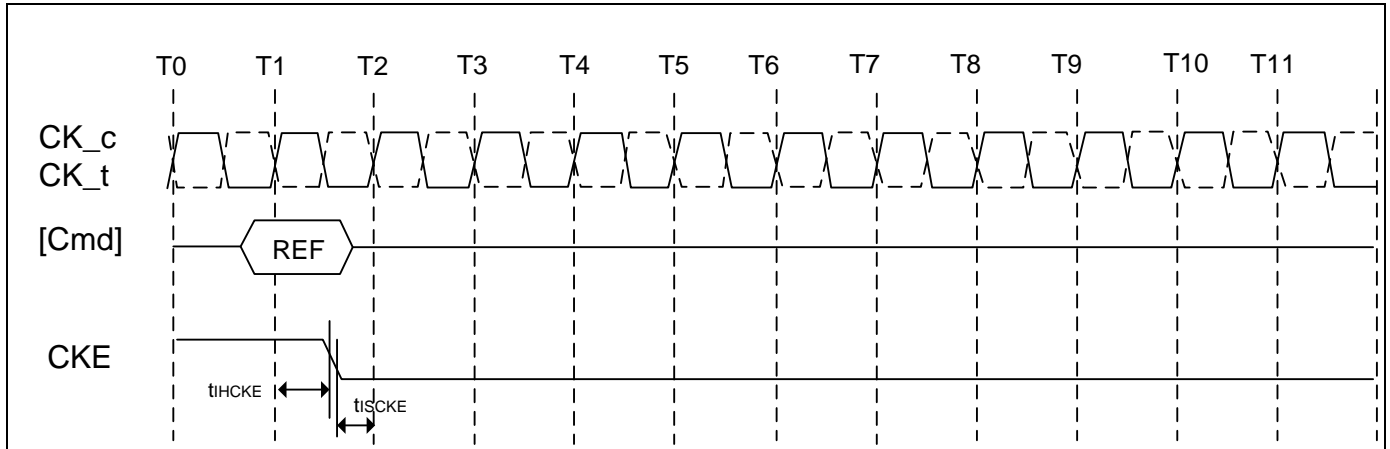 T0 T1 T2 T3 T4 T5 T6 T7 T8 T9 T10 T11
CK_c
CK_t
[Cmd] REF
CKE
tIHCKE
tISCKE